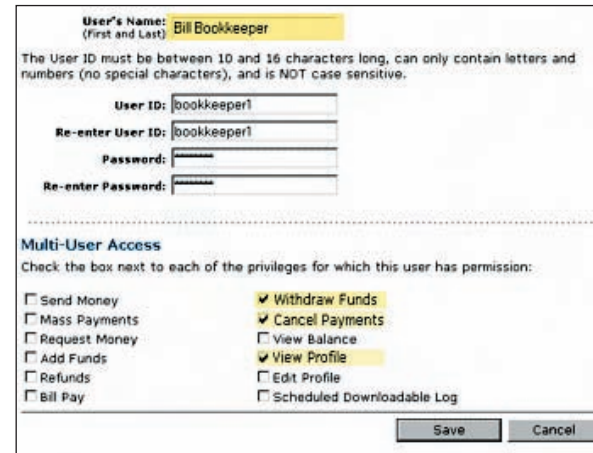 User's Name: Bill Bookkeeper
(First and Last)
The User ID must be between 10 and 16 characters long, can only contain letters and
numbers (no special characters), and is NOT case sensitive.
User ID: bookkeeper1
Re-enter User ID: bookkeeper1
Password: *******
Re-enter Password: *******
Multi-User Access
Check the box next to each of the privileges for which this user has permission:
Send Money
Mass Payments
Request Money
Add Funds
Refunds
Bill Pay
Withdraw Funds
Cancel Payments
View Balance
View Profile
Edit Profile
Scheduled Downloadable Log
Save Cancel